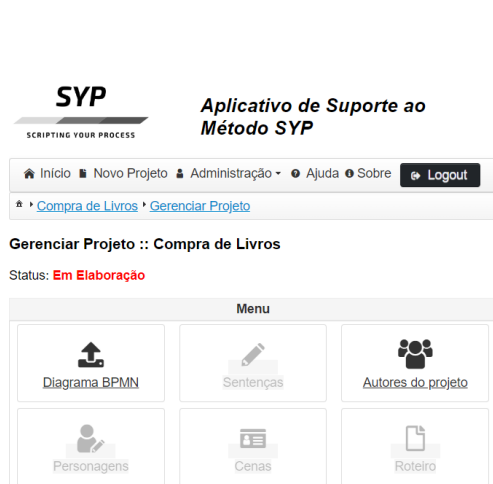 SYP
SCRIPTING YOUR PROCESS
Aplicativo de Suporte ao
Método SYP
Início Novo Projeto Administração Ajuda Sobre Logout
Compra de Livros Gerenciar Projeto
Gerenciar Projeto :: Compra de Livros
Status: Em Elaboração
Menu
Diagrama BPMN Sentenças Autores do projeto
Personagens Cenas Roteiro